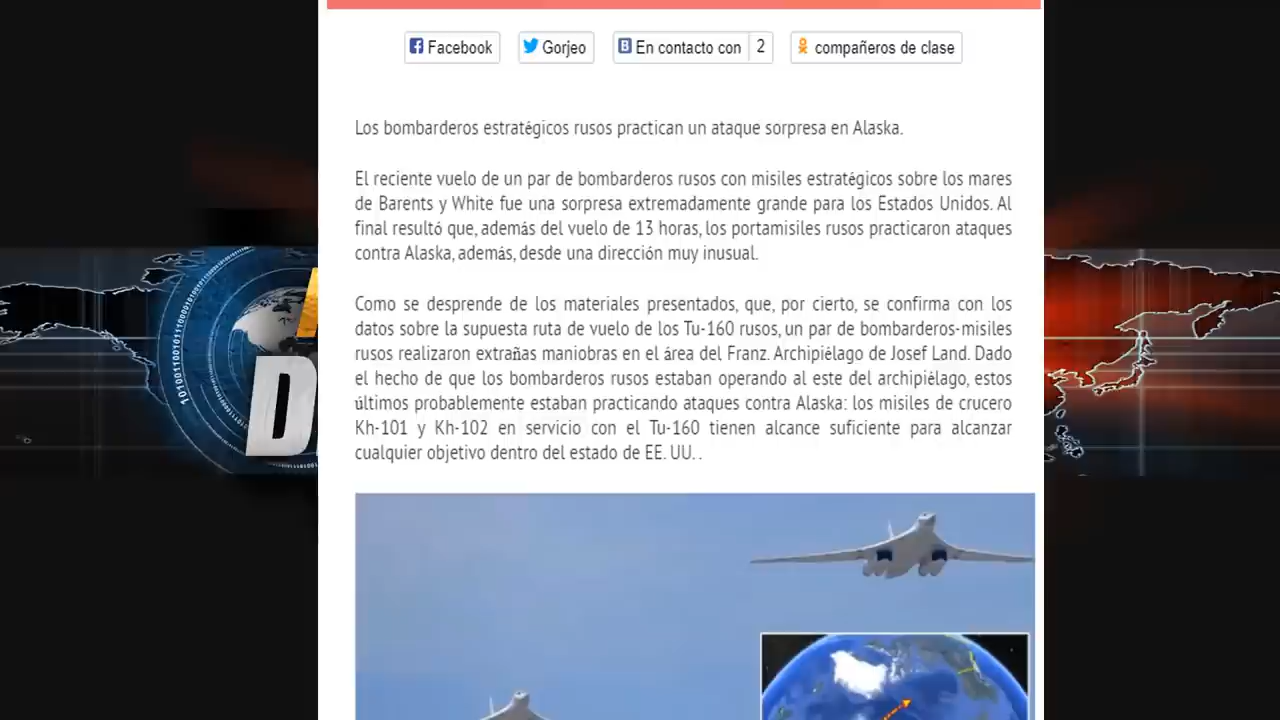 Facebook
Gorjeo
En contacto con 2
compañeros de clase
Los bombarderos estratégicos rusos practican un ataque sorpresa en Alaska.
El reciente vuelo de un par de bombarderos rusos con misiles estratégicos sobre los mares
de Barents y White fue una sorpresa extremadamente grande para los Estados Unidos. Al
final resultó que, además del vuelo de 13 horas, los portamisiles rusos practicaron ataques
contra Alaska, además, desde una dirección muy inusual.
Como se desprende de los materiales presentados, que, por cierto, se confirma con los
datos sobre la supuesta ruta de vuelo de los Tu-160 rusos, un par de bombarderos-misiles
rusos realizaron extrañas maniobras en el área del Franz. Archipiélago de Josef Land. Dado
el hecho de que los bombarderos rusos estaban operando al este del archipiélago, estos
últimos probablemente estaban practicando ataques contra Alaska: los misiles de crucero
Kh-101 y Kh-102 en servicio con el Tu-160 tienen alcance suficiente para alcanzar
cualquier objetivo dentro del estado de EE. UU. .